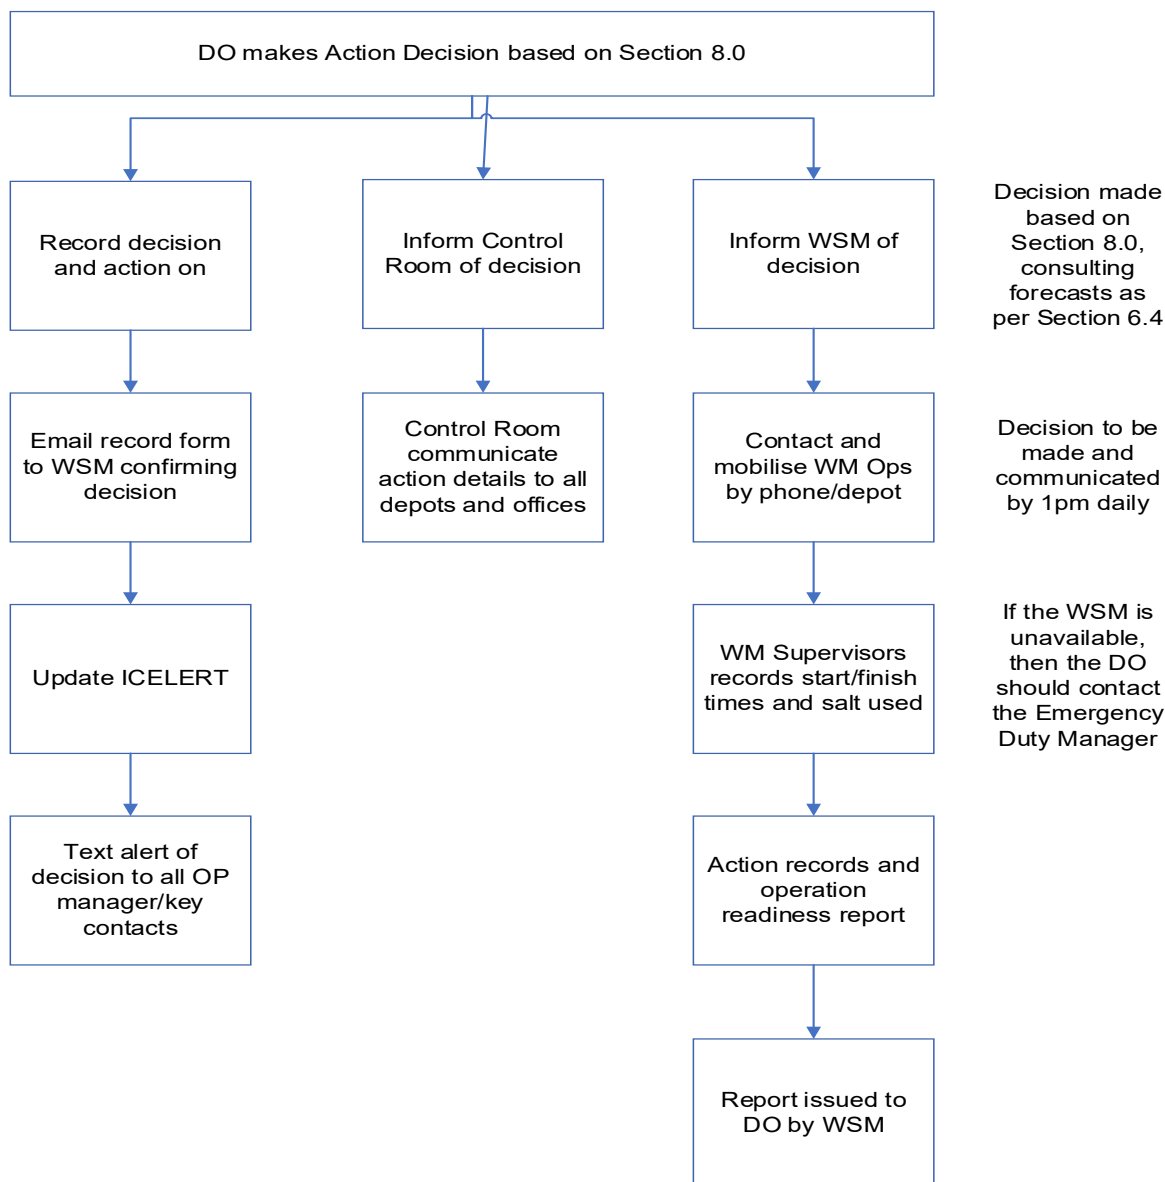 DO makes Action Decision based on Section 8.0
Record decision
and action on
Inform Control
Room of decision
Inform WSM of
decision
Decision made
based on
Section 8.0,
consulting
forecasts as
per Section 6.4
Email record form
to WSM confirming
decision
Control Room
communicate
action details to all
depots and offices
Contact and
mobilise WM Ops
by phone/depot
Decision to be
made and
communicated
by 1pm daily
Update ICELERT
WM Supervisors
records start/finish
times and salt used
If the WSM is
unavailable,
then the DO
should contact
the Emergency
Duty Manager
Text alert of
decision to all OP
manager/key
contacts
Action records and
operation
readiness report
Report issued to
DO by WSM